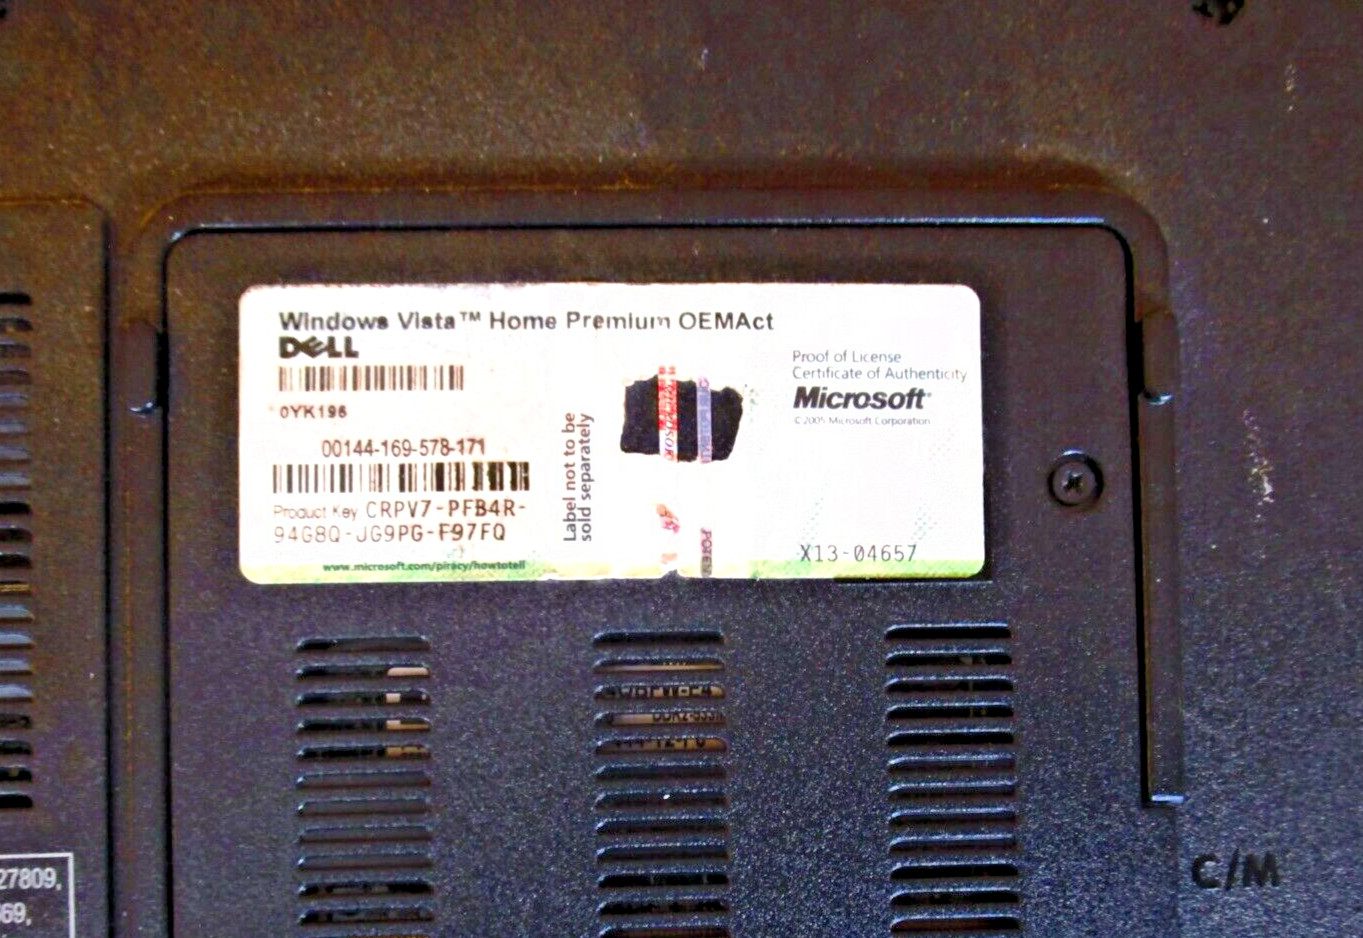 Windows Vista™ Home Premium OEMAct
DELL
0YK196
00144-169-578-171
Product Key CRPV7-PFB4R-
94G8Q-JG9PG-F97FQ
www.microsoft.com/piracy/howtotell
Label not to be
sold separately
Proof of License
Certificate of Authenticity
Microsoft
© 2005 Microsoft Corporation
X13-04657
C/M
27809,
69,